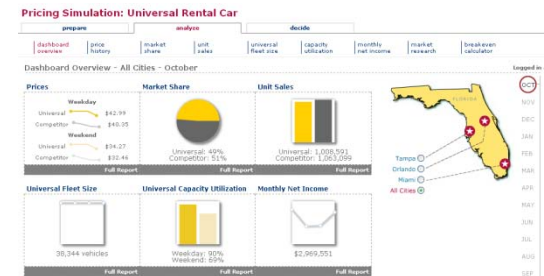 Pricing Simulation: Universal Rental Car
prepare analyze decide
dashboard overview
price history
market share
unit sales
universal fleet size
capacity utilization
monthly net income
market research
breakeven calculator
Dashboard Overview - All Cities - October
Logged in
Prices
Weekday
Universal $42.99
Competitor $40.35
Weekend
Universal $34.27
Competitor $32.46
Full Report
Market Share
Universal: 49%
Competitor: 51%
Full Report
Unit Sales
Universal: 1,008,591
Competitor: 1,063,099
Full Report
FLORIDA
Tampa
Orlando
Miami
All Cities
Universal Fleet Size
38,344 vehicles
Full Report
Universal Capacity Utilization
Weekday: 90%
Weekend: 69%
Full Report
Monthly Net Income
$2,969,551
Full Report
OCT
NOV
DEC
JAN
FEB
MAR
APR
MAY
JUN
JUL
AUG
SEP